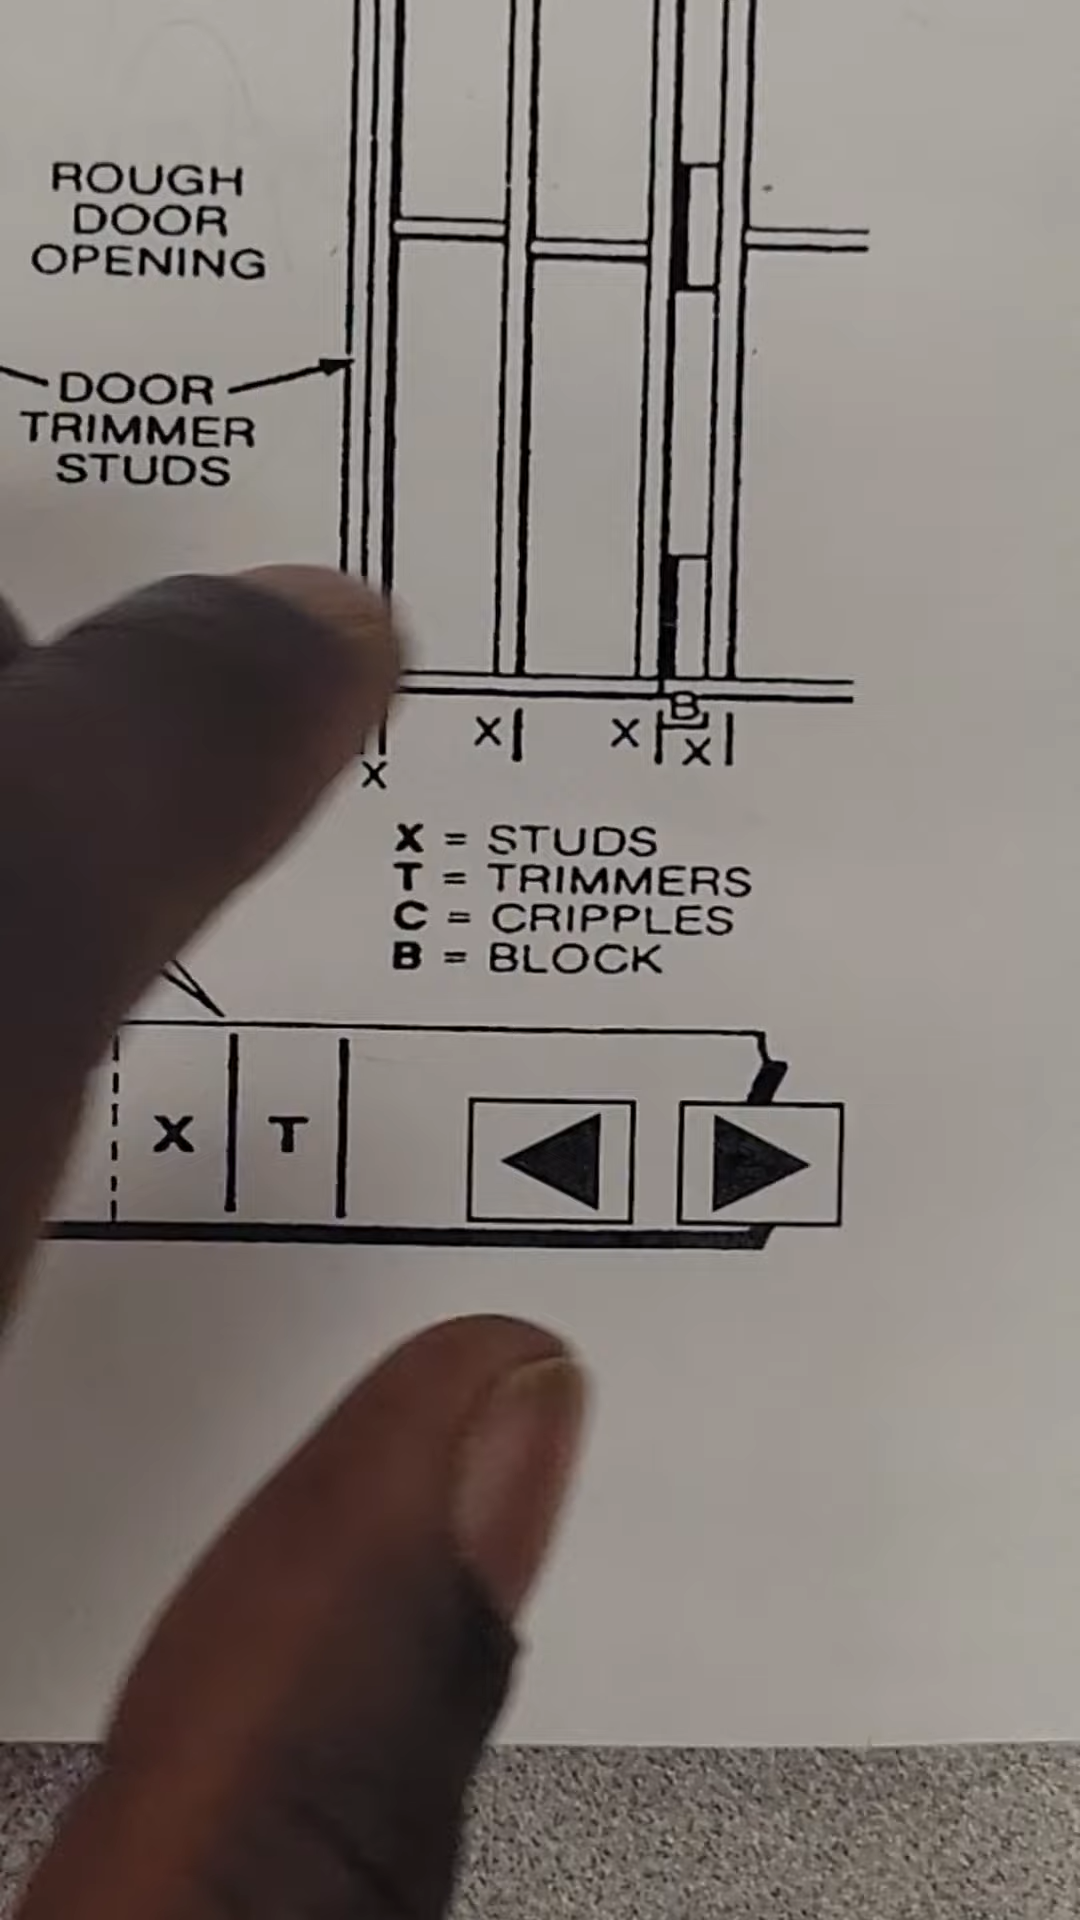 ROUGH
DOOR
OPENING
DOOR
TRIMMER
STUDS
X
X
B
X
X
X = STUDS
T = TRIMMERS
C = CRIPPLES
B = BLOCK
X T